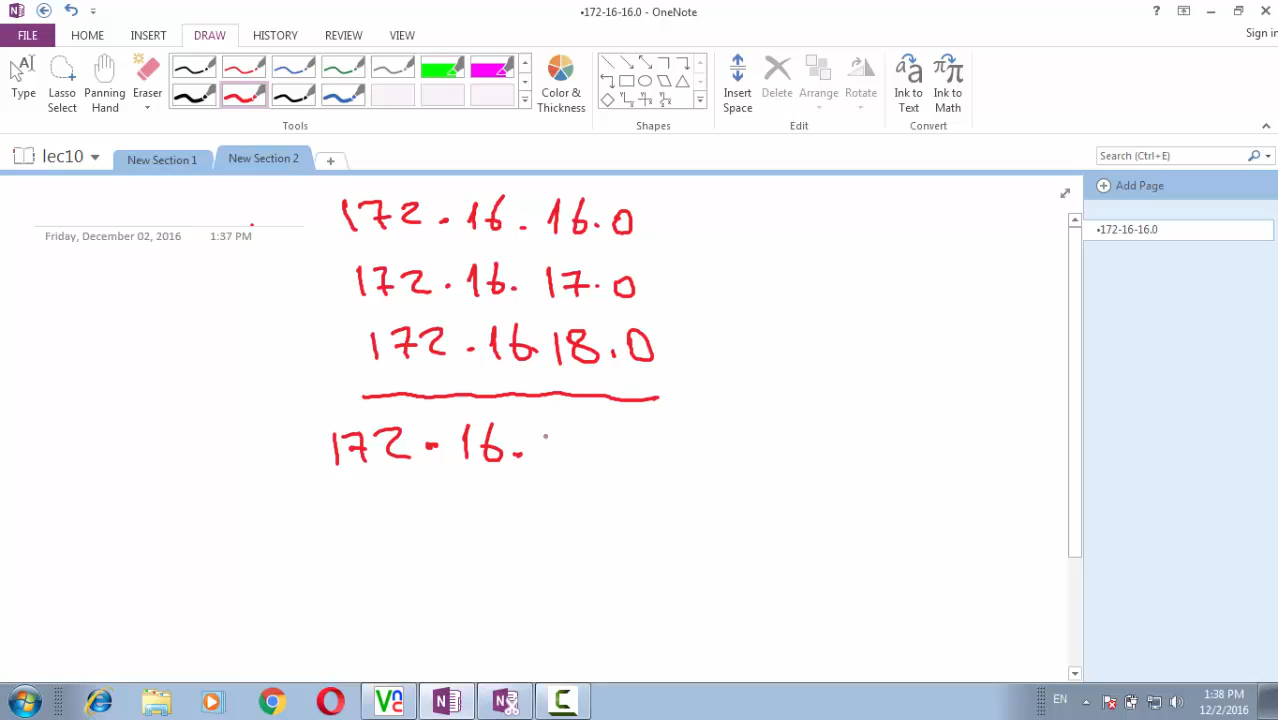 •172-16-16.0 - OneNote
?
Sign in
FILE HOME INSERT DRAW HISTORY REVIEW VIEW
Type
Lasso Select
Panning Hand
Eraser
Color & Thickness
Insert Space
Delete
Arrange
Rotate
Ink to Text
Ink to Math
Tools
Shapes
Edit
Convert
lec10
New Section 1
New Section 2
Search (Ctrl+E)
Add Page
•172-16-16.0
Friday, December 02, 2016 1:37 PM
172.16.16.0
172.16.17.0
172.16 18.0
172.16.
EN
1:38 PM
12/2/2016